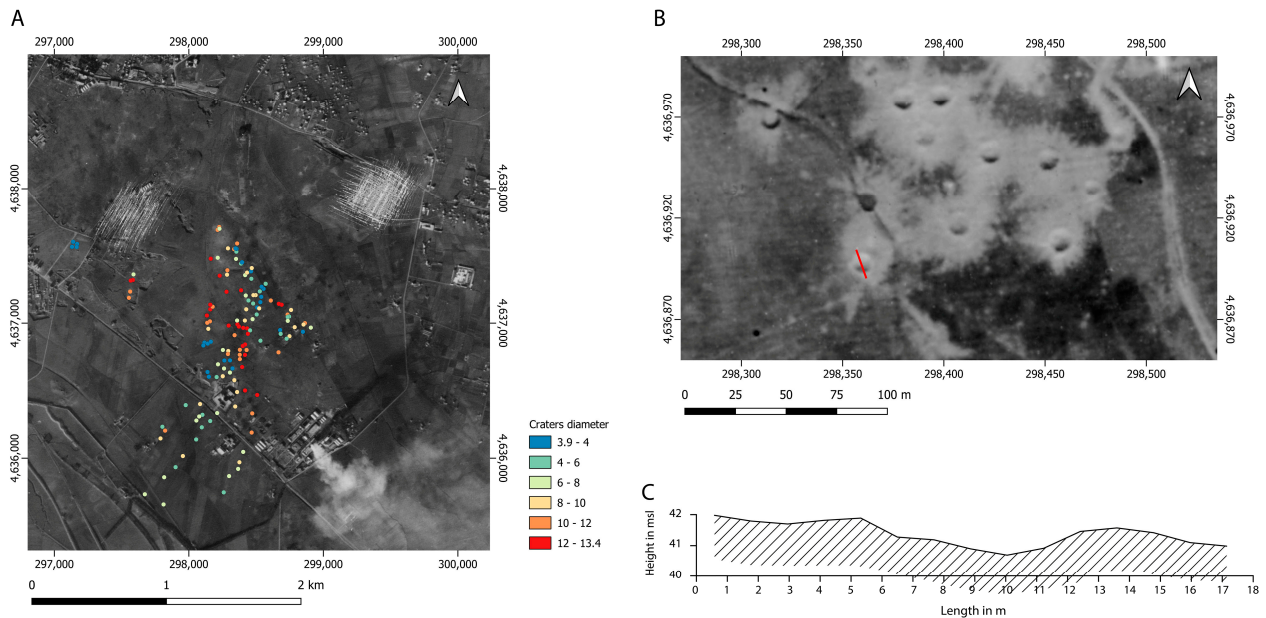 A
297,000 298,000 299,000 300,000
4,638,000 4,638,000
4,637,000 4,637,000
4,636,000 4,636,000
297,000 298,000 299,000 300,000
0 1 2 km
Craters diameter
3.9 - 4
4 - 6
6 - 8
8 - 10
10 - 12
12 - 13.4
B
298,300 298,350 298,400 298,450 298,500
4,636,970 4,636,970
4,636,920 4,636,920
4,636,870 4,636,870
298,300 298,350 298,400 298,450 298,500
0 25 50 75 100 m
C
Height in msl
42
41
40
0 1 2 3 4 5 6 7 8 9 10 11 12 13 14 15 16 17 18
Length in m